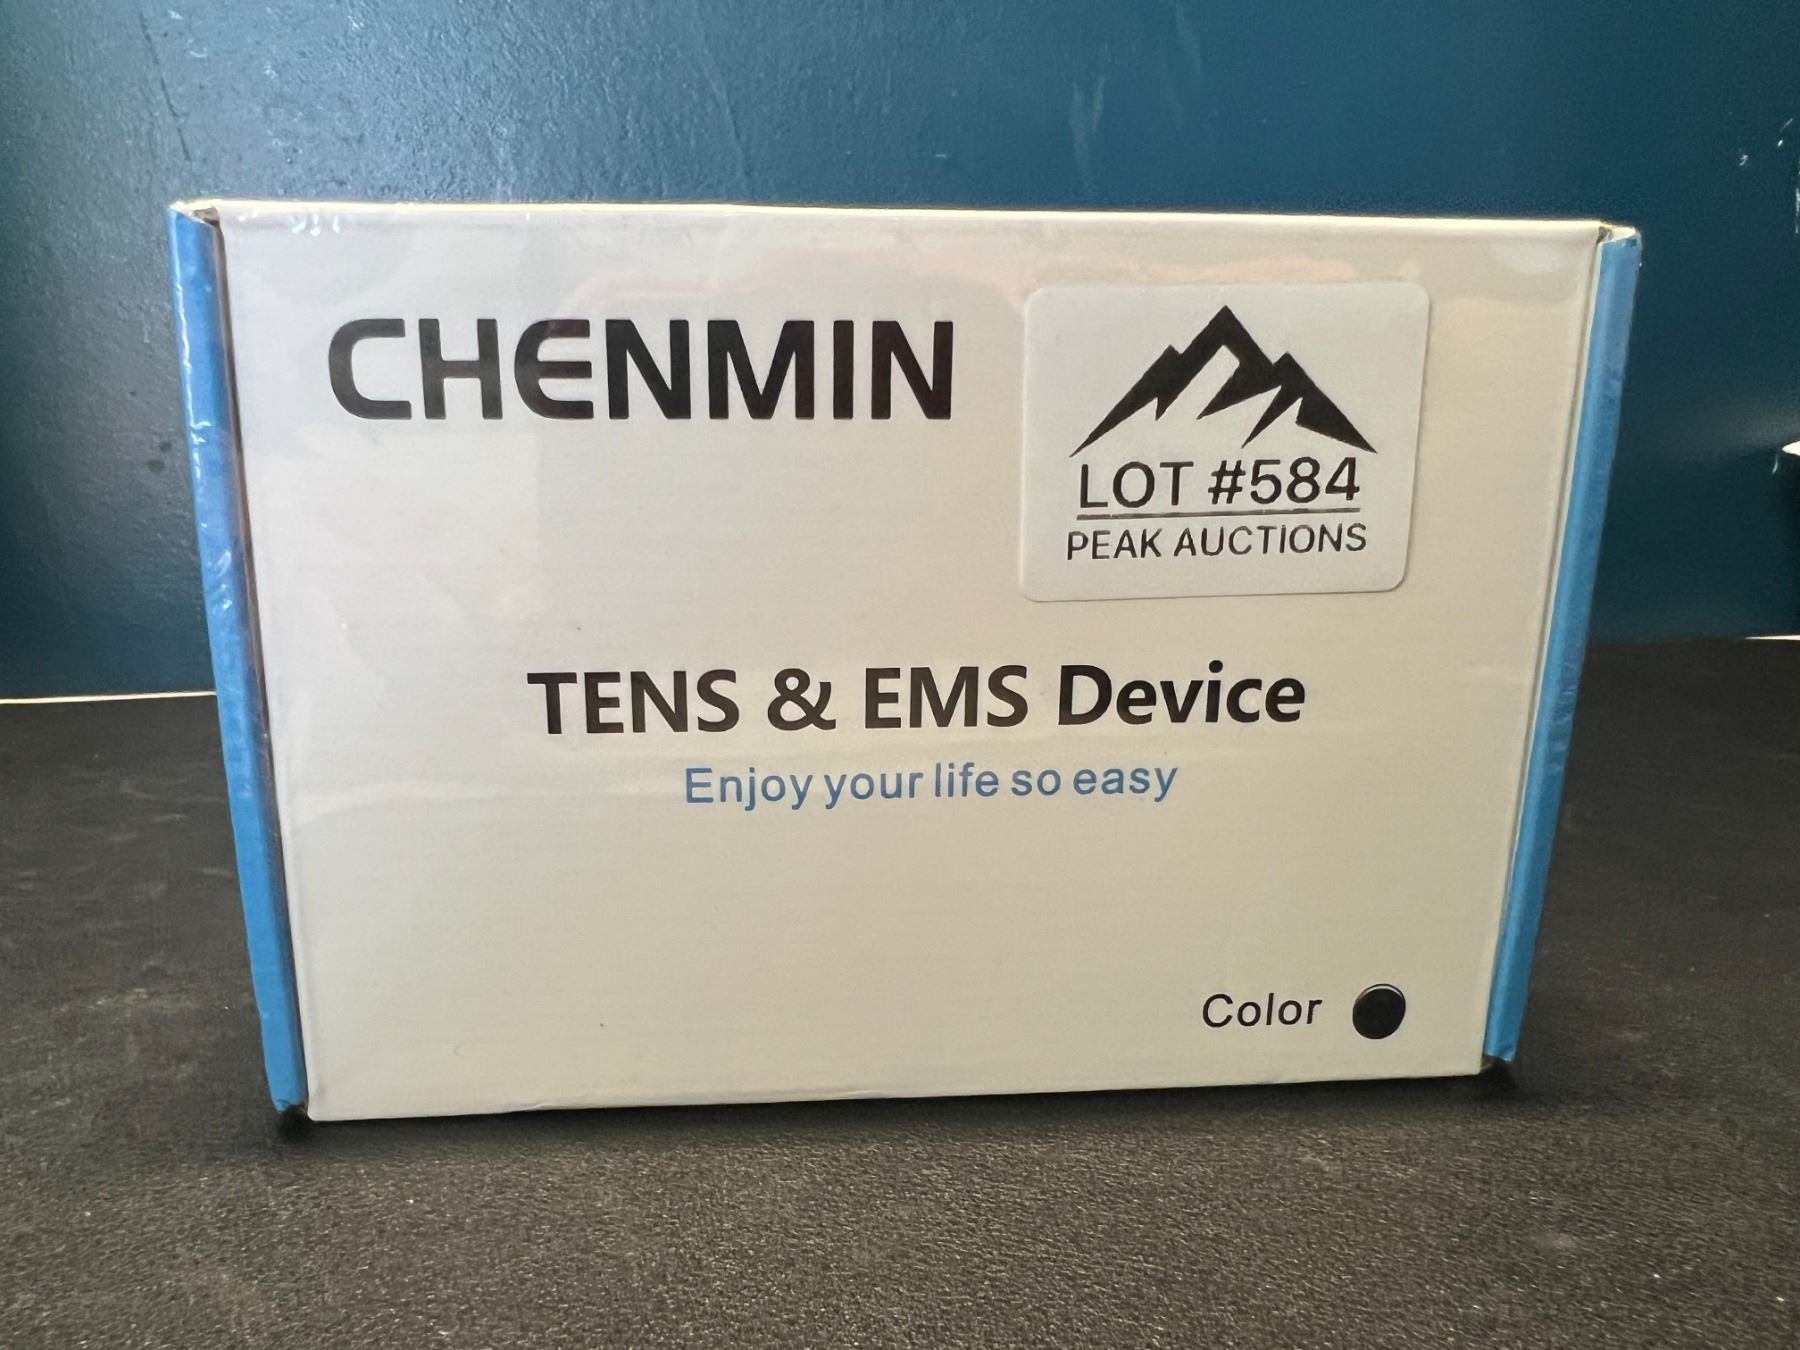 CHENMIN
LOT #584
PEAK AUCTIONS
TENS & EMS Device
Enjoy your life so easy
Color